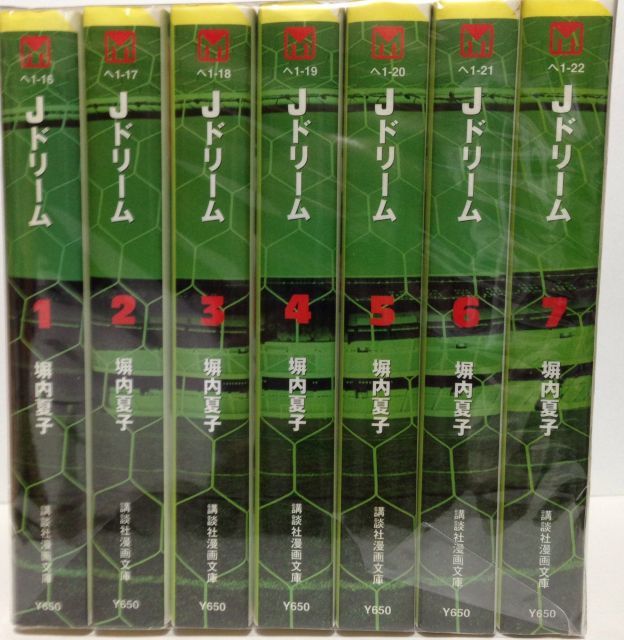 へ1-16
Jドリーム
1
塀内夏子
講談社漫画文庫
Y650
へ1-17
Jドリーム
2
塀内夏子
講談社漫画文庫
Y650
へ1-18
Jドリーム
3
塀内夏子
講談社漫画文庫
Y650
へ1-19
Jドリーム
4
塀内夏子
講談社漫画文庫
Y650
へ1-20
Jドリーム
5
塀内夏子
講談社漫画文庫
Y650
へ1-21
Jドリーム
6
塀内夏子
講談社漫画文庫
Y650
へ1-22
Jドリーム
7
塀内夏子
講談社漫画文庫
Y650